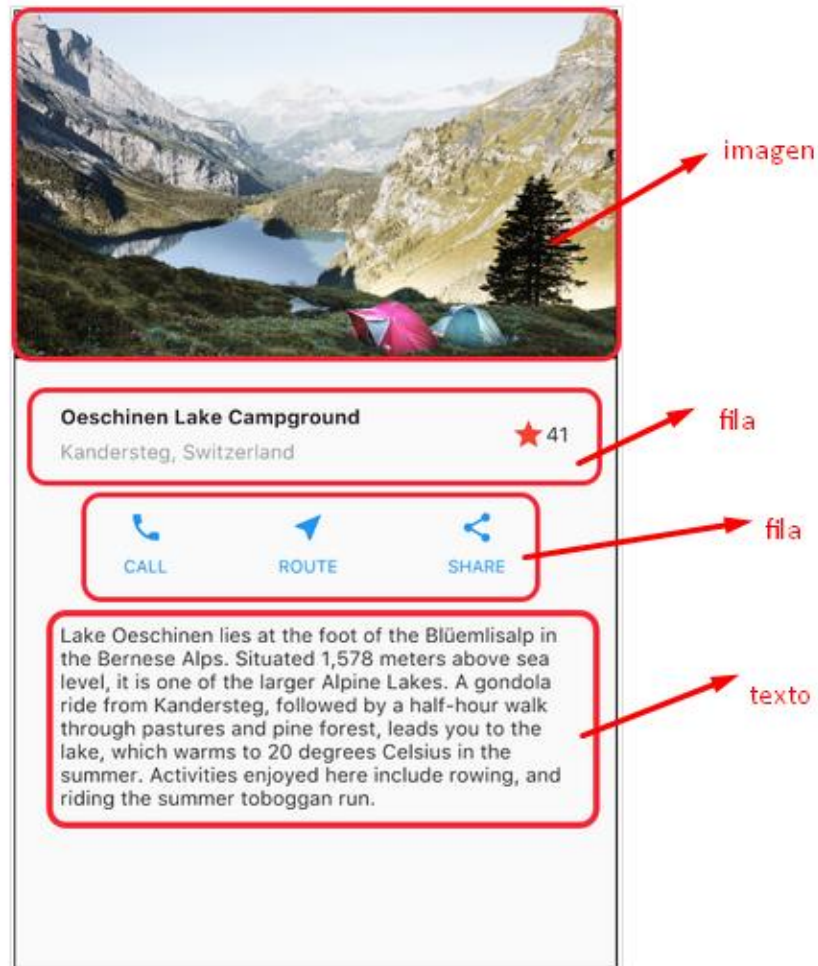 imagen
Oeschinen Lake Campground
Kandersteg, Switzerland
41
fila
CALL
ROUTE
SHARE
fila
Lake Oeschinen lies at the foot of the Blüemlisalp in
the Bernese Alps. Situated 1,578 meters above sea
level, it is one of the larger Alpine Lakes. A gondola
ride from Kandersteg, followed by a half-hour walk
through pastures and pine forest, leads you to the
lake, which warms to 20 degrees Celsius in the
summer. Activities enjoyed here include rowing, and
riding the summer toboggan run.
texto